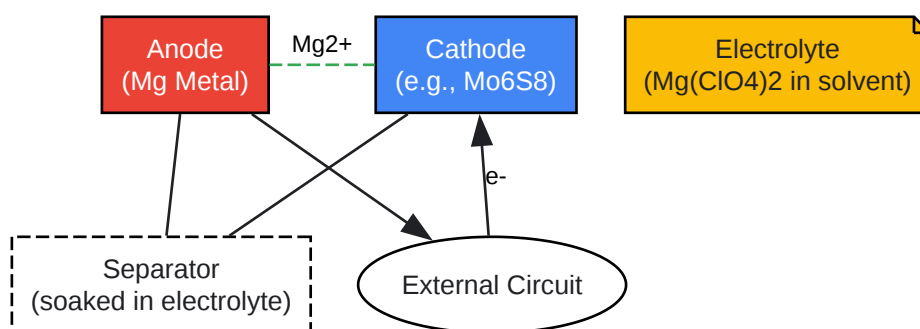 Anode
(Mg Metal)
Mg2+
Cathode
(e.g., Mo6S8)
Electrolyte
(Mg(ClO4)2 in solvent)
e-
Separator
(soaked in electrolyte)
External Circuit